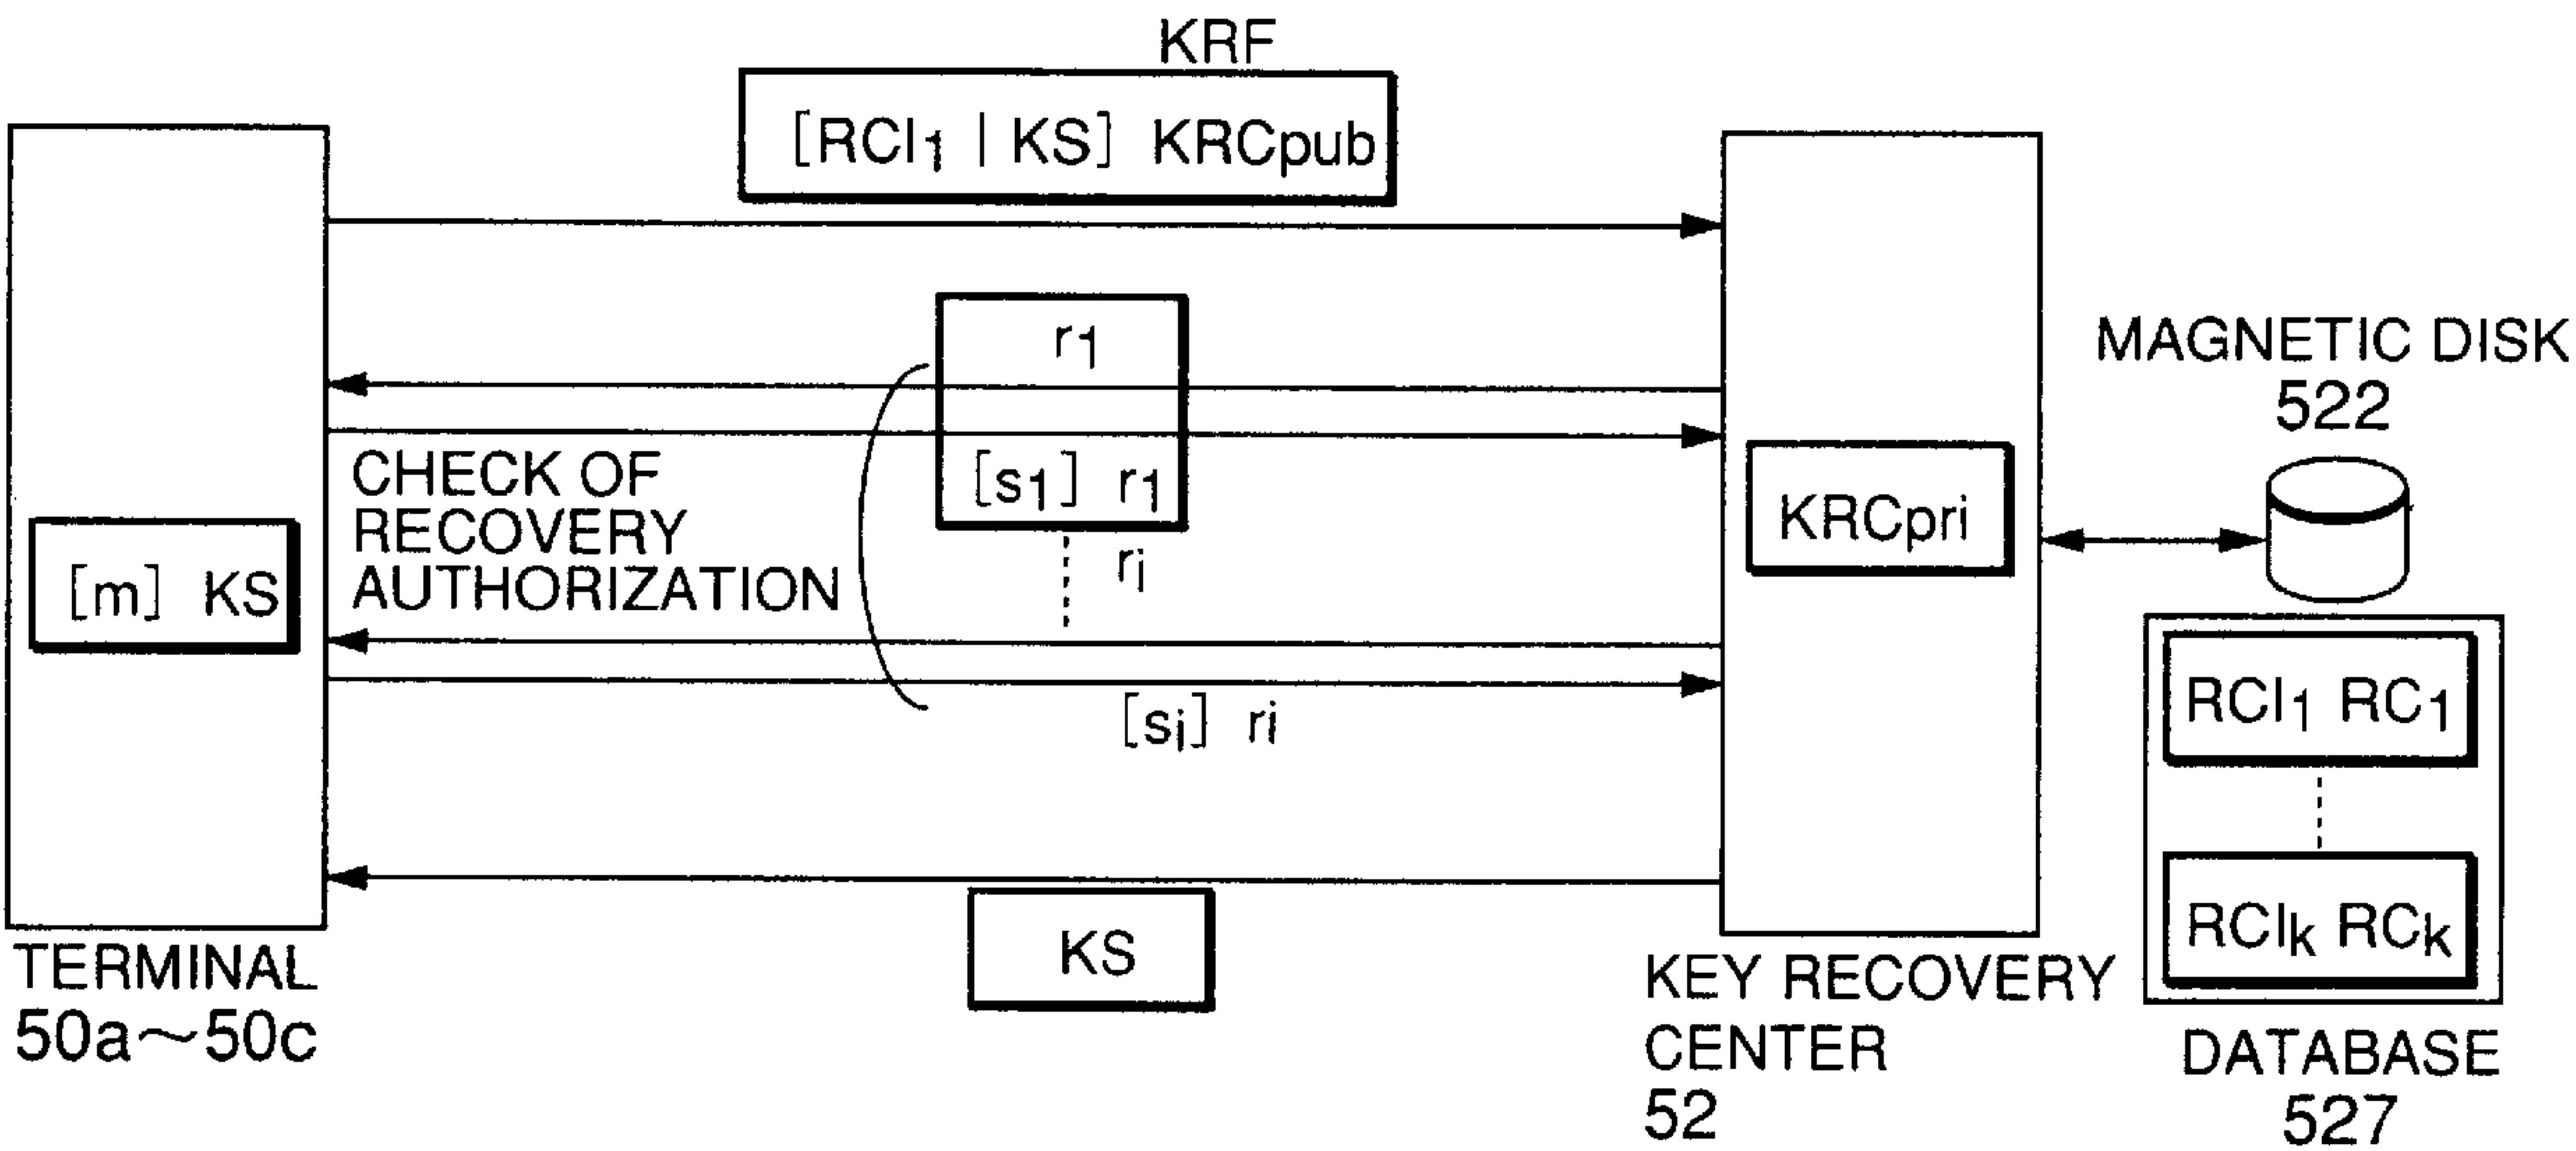 KRF
[RCI1 | KS] KRCpub
r1
[s1] r1
CHECK OF
RECOVERY
AUTHORIZATION
ri
[si] ri
[m] KS
KRCpri
MAGNETIC DISK
522
RCI1 RC1
RCIk RCk
KS
TERMINAL
50a~50c
KEY RECOVERY
CENTER
52
DATABASE
527